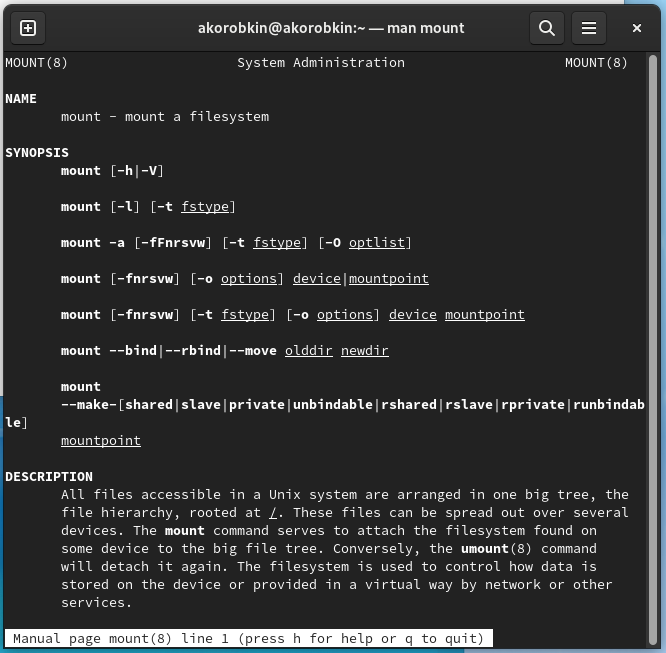 akorobkin@akorobkin:~ — man mount
MOUNT(8) System Administration MOUNT(8)
NAME
mount - mount a filesystem
SYNOPSIS
mount [-h|-V]
mount [-l] [-t fstype]
mount -a [-fFnrsvw] [-t fstype] [-O optlist]
mount [-fnrsvw] [-o options] device|mountpoint
mount [-fnrsvw] [-t fstype] [-o options] device mountpoint
mount --bind|--rbind|--move olddir newdir
mount
--make-[shared|slave|private|unbindable|rshared|rslave|rprivate|runbindab
le]
mountpoint
DESCRIPTION
All files accessible in a Unix system are arranged in one big tree, the
file hierarchy, rooted at /. These files can be spread out over several
devices. The mount command serves to attach the filesystem found on
some device to the big file tree. Conversely, the umount(8) command
will detach it again. The filesystem is used to control how data is
stored on the device or provided in a virtual way by network or other
services.
Manual page mount(8) line 1 (press h for help or q to quit)